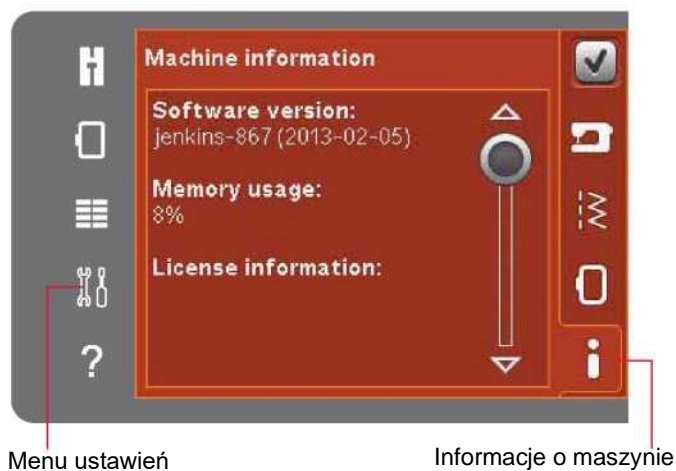 Machine information
Software version:
jenkins-867 (2013-02-05)
Memory usage:
8%
License information:
?
i
Menu ustawień
Informacje o maszynie